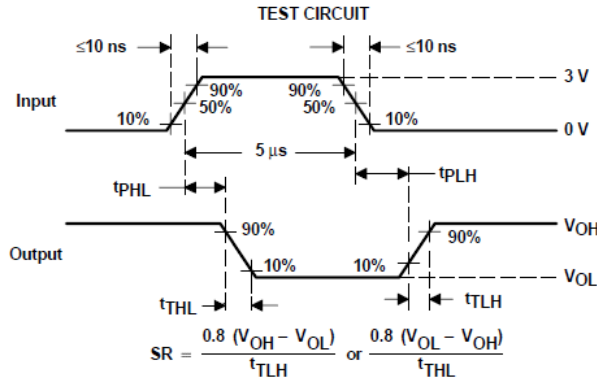 TEST CIRCUIT
≤10 ns
≤10 ns
90%
90%
3 V
Input
50%
50%
10%
10%
0 V
5 μs
tPHL
tPLH
90%
90%
VOH
Output
10%
10%
VOL
tTHL
tTLH
SR = 0.8 (VOH – VOL) / tTLH or 0.8 (VOL – VOH) / tTHL